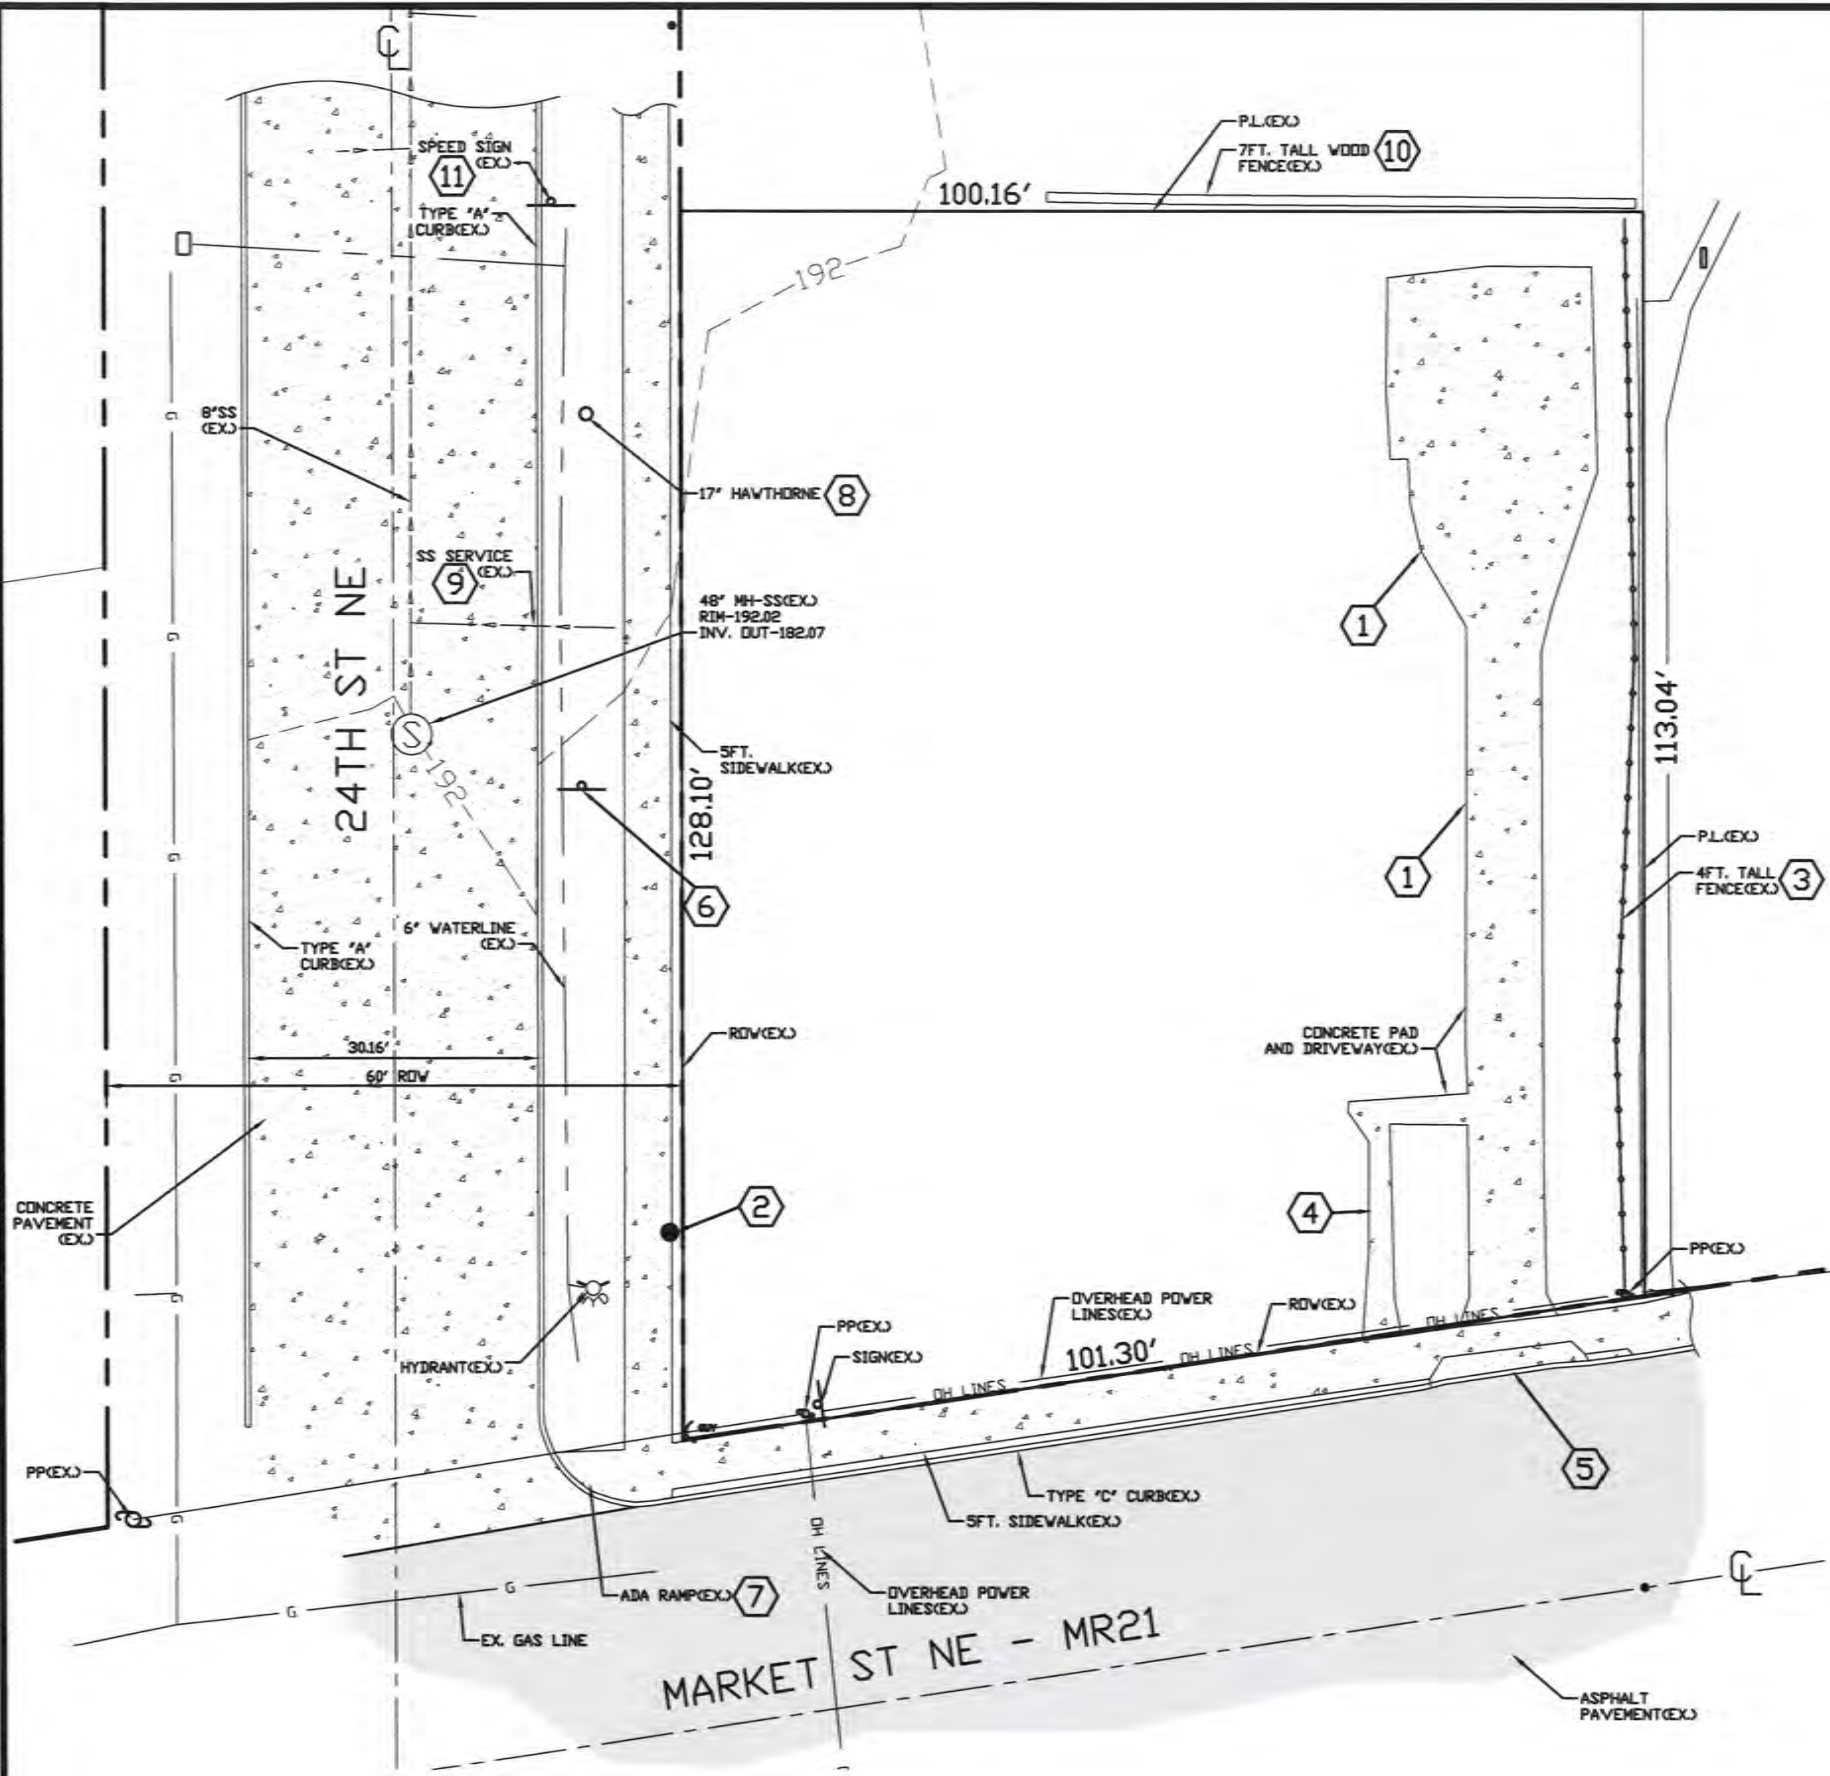 ℄
SPEED SIGN
(EX.)
11
TYPE "A"
CURB(EX.)
P.L.(EX.)
7FT. TALL WOOD
FENCE(EX.)
10
100.16'
192
8"SS
(EX.)
G
17" HAWTHORNE
8
SS SERVICE
(EX.)
9
48" MH-SS(EX.)
RIM-192.02
INV. OUT-182.07
1
G
24TH ST NE
S
S
192
5FT.
SIDEWALK(EX.)
128.10'
113.04'
P.L.(EX.)
4FT. TALL
FENCE(EX.)
3
1
G
6
6" WATERLINE
(EX.)
TYPE "A"
CURB(EX.)
ROW(EX.)
CONCRETE PAD
AND DRIVEWAY(EX.)
30.16'
60' ROW
G
CONCRETE
PAVEMENT
(EX.)
2
4
PP(EX.)
G
HYDRANT(EX.)
OVERHEAD POWER
LINES(EX.)
ROW(EX.)
OH LINES
PP(EX.)
SIGN(EX.)
101.30'
OH LINES
OH LINES
GUY
5
PP(EX.)
G
TYPE "C" CURB(EX.)
5FT. SIDEWALK(EX.)
OH LINES
℄
ADA RAMP(EX.)
7
OVERHEAD POWER
LINES(EX.)
G
G
EX. GAS LINE
MARKET ST NE - MR21
ASPHALT
PAVEMENT(EX.)